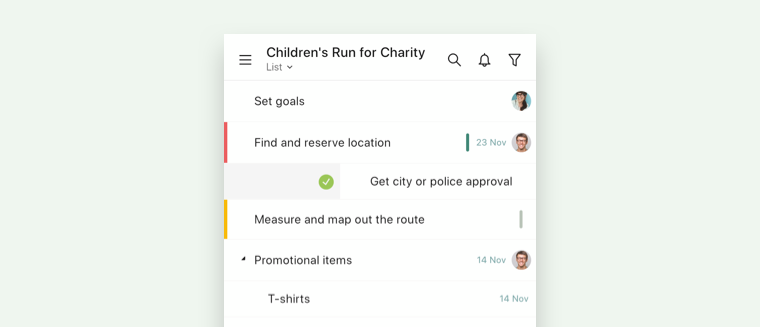 Children's Run for Charity
List
Set goals
Find and reserve location 23 Nov
Get city or police approval
Measure and map out the route
Promotional items 14 Nov
T-shirts 14 Nov